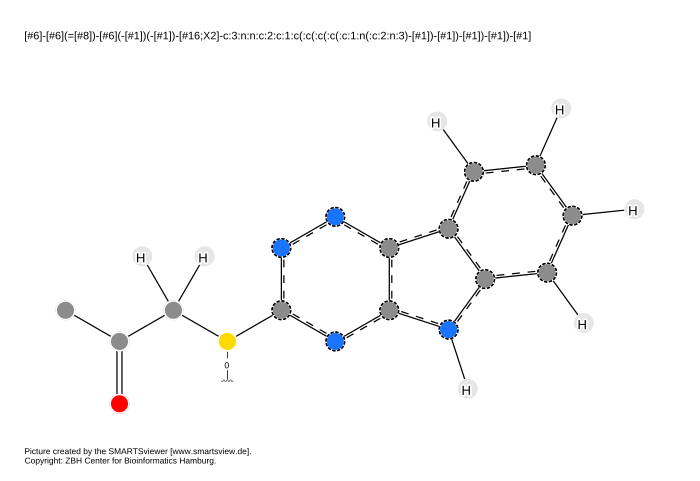 [#6]-[#6](=[#8])-[#6](-[#1])(-[#1])-[#16;X2]-c:3:n:n:c:2:c:1:c(:c(:c(:c(:c:1:n(:c:2:n:3)-[#1])-[#1])-[#1])-[#1])-[#1]
H
H
H
H
H H
H
0
H
Picture created by the SMARTSviewer [www.smartsview.de].
Copyright: ZBH Center for Bioinformatics Hamburg.